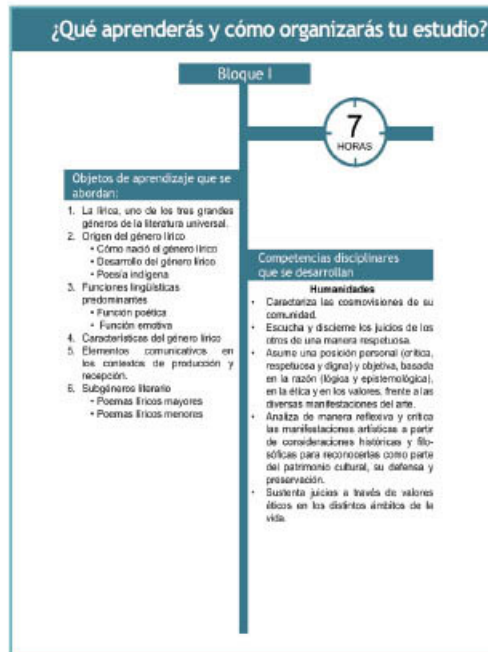 ¿Qué aprenderás y cómo organizarás tu estudio?
Bloque I
7
HORAS
Objetos de aprendizaje que se
abordan:
1. La lírica, uno de los tres grandes
géneros de la literatura universal.
2. Origen del género lírico
• Cómo nació el género lírico
• Desarrollo del género lírico
• Poesía indígena
3. Funciones lingüísticas
predominantes
• Función poética
• Función emotiva
4. Características del género lírico
5. Elementos comunicativos en
los contextos de producción y
recepción.
6. Subgéneros literario
• Poemas líricos mayores
• Poemas líricos menores
Competencias disciplinares
que se desarrollan
Humanidades
• Caracteriza las cosmovisiones de su
comunidad.
• Escucha y discierne los juicios de los
otros de una manera respetuosa.
• Asume una posición personal (crítica,
respetuosa y digna) y objetiva, basada
en la razón (lógica y epistemológica),
en la ética y en los valores, frente a las
diversas manifestaciones del arte.
• Analiza de manera reflexiva y crítica
las manifestaciones artísticas a partir
de consideraciones históricas y filo-
sóficas para reconocerlas como parte
del patrimonio cultural, su defensa y
preservación.
• Sustenta juicios a través de valores
éticos en los distintos ámbitos de la
vida.